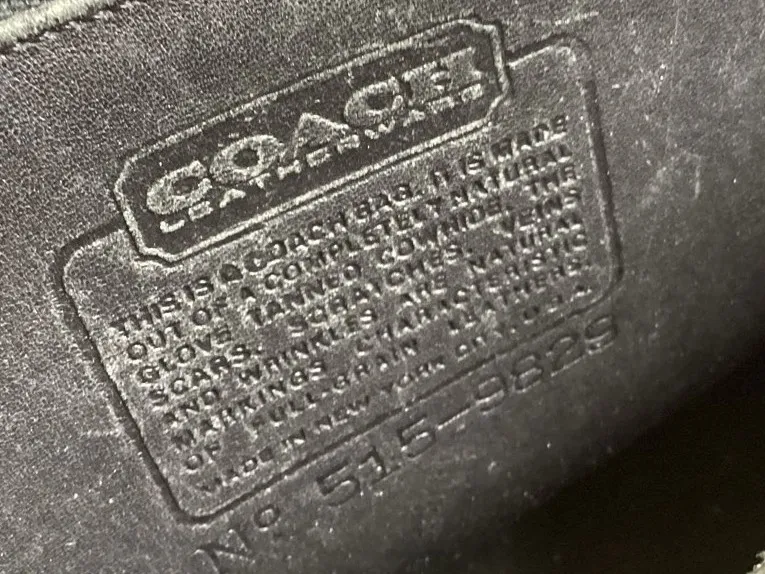 COACH
LEATHERWARE
THIS IS A COACH BAG. IT IS MADE
OUT OF A COMPLETELY NATURAL
GLOVE TANNED COWHIDE. THE
SCARS, SCRATCHES, VEINS
AND WRINKLES ARE NATURAL
MARKINGS CHARACTERISTIC
OF FULL-GRAIN LEATHERS.
MADE IN NEW YORK CITY, U.S.A.
No 515-9829